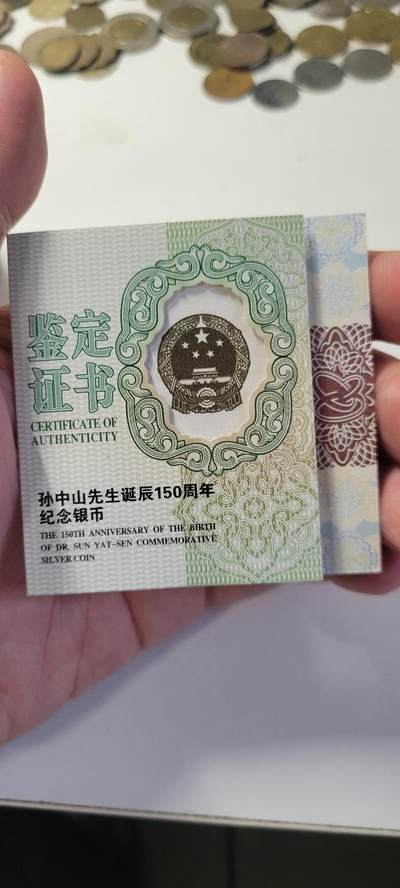 鉴定
证书
CERTIFICATE OF
AUTHENTICITY
孙中山先生诞辰150周年
纪念银币
THE 150TH ANNIVERSARY OF THE BIRTH
OF DR. SUN YAT-SEN COMMEMORATIVE
SILVER COIN